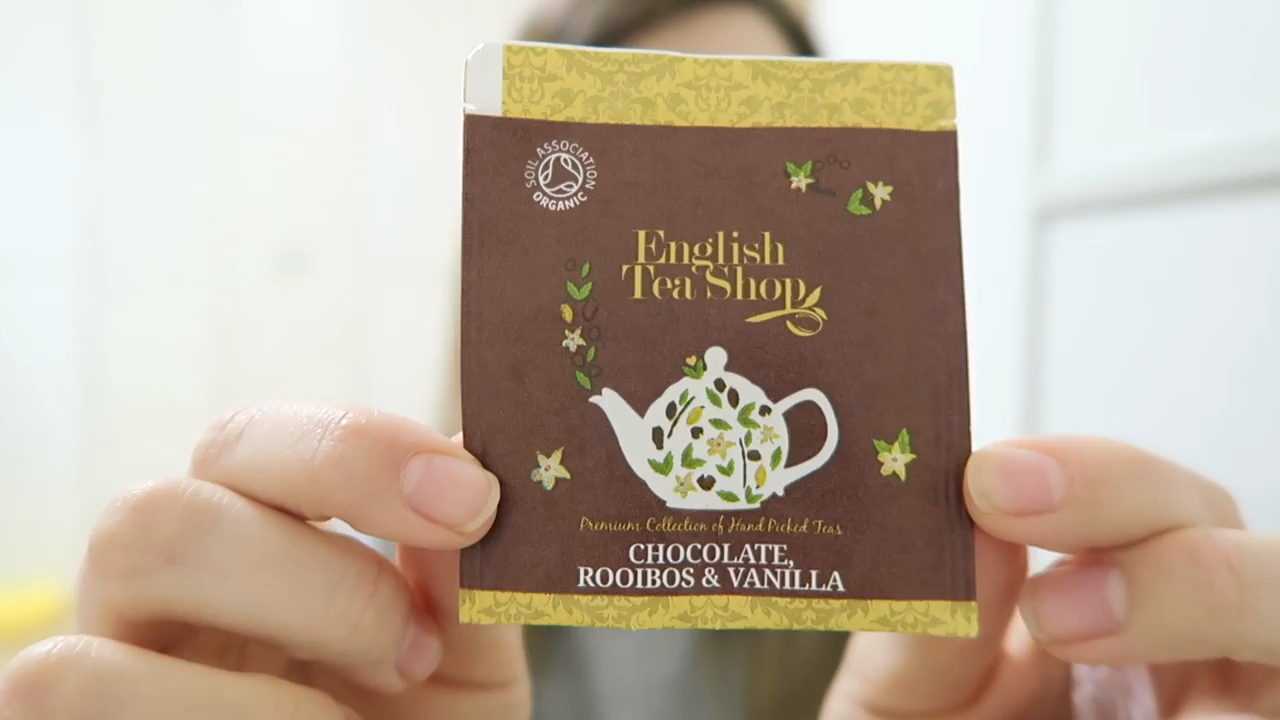 SOIL ASSOCIATION
ORGANIC
English
Tea Shop
Premium Collection of Hand Picked Teas
CHOCOLATE,
ROOIBOS & VANILLA